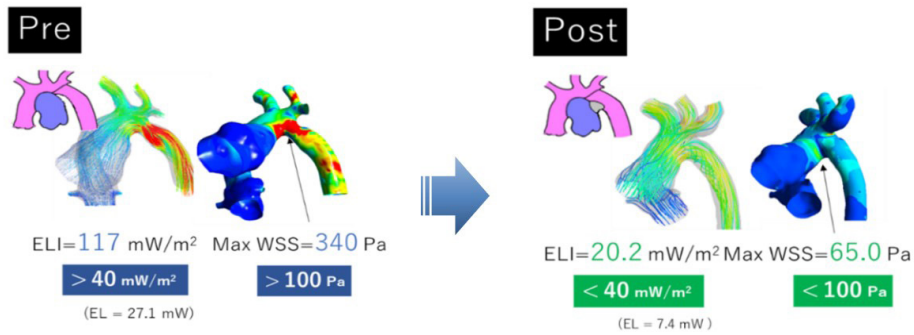 Pre
ELI=117 mW/m² Max WSS=340 Pa
>40 mW/m² >100 Pa
(EL = 27.1 mW)
Post
ELI=20.2 mW/m² Max WSS=65.0 Pa
<40 mW/m² <100 Pa
(EL = 7.4 mW )